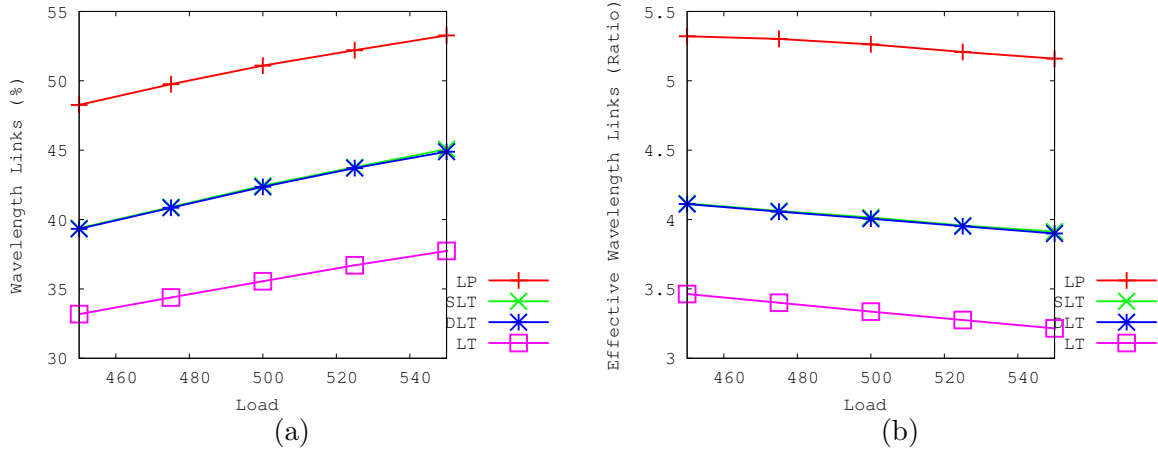 Wavelength Links (%)
55
50
45
40
35
30
460
480
500
520
540
Load
LP
SLT
DLT
LT
(a)
Effective Wavelength Links (Ratio)
5.5
5
4.5
4
3.5
3
460
480
500
520
540
Load
LP
SLT
DLT
LT
(b)